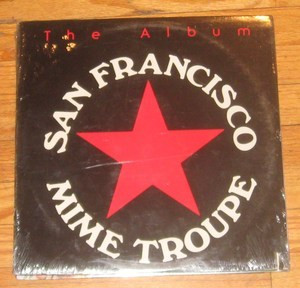 The Album
SAN FRANCISCO
MIME TROUPE